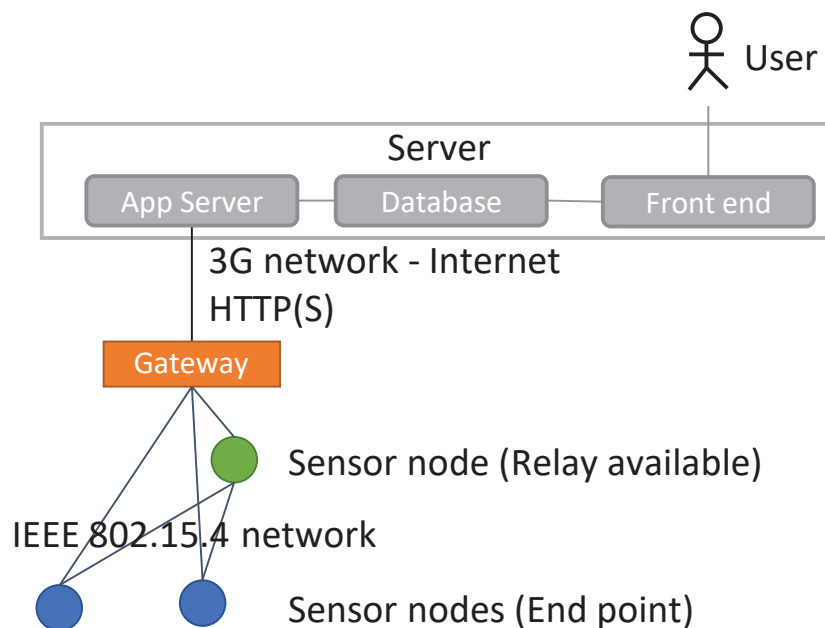 User
Server
App Server
Database
Front end
3G network - Internet
HTTP(S)
Gateway
Sensor node (Relay available)
IEEE 802.15.4 network
Sensor nodes (End point)